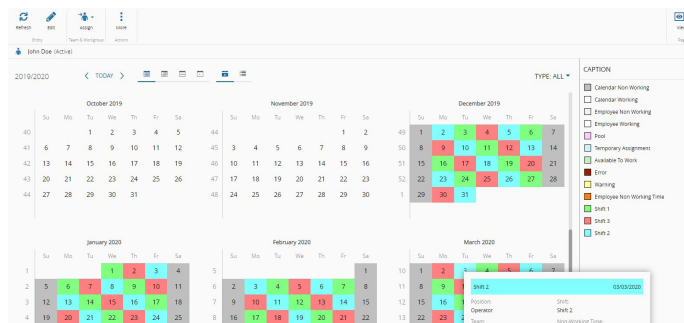 Refresh Edit Assign More View
Entity Team & Workgroup Actions
John Doe (Active)
2019/2020 TODAY TYPE: ALL
CAPTION
Calendar Non Working
Calendar Working
Employee Non Working
Employee Working
Pool
Temporary Assignment
Available To Work
Error
Warning
Employee Non Working Time
Shift 1
Shift 3
Shift 2
October 2019
Su Mo Tu We Th Fr Sa
40 1 2 3 4 5
41 6 7 8 9 10 11 12
42 13 14 15 16 17 18 19
43 20 21 22 23 24 25 26
44 27 28 29 30 31
November 2019
Su Mo Tu We Th Fr Sa
44 1 2
45 3 4 5 6 7 8 9
46 10 11 12 13 14 15 16
47 17 18 19 20 21 22 23
48 24 25 26 27 28 29 30
December 2019
Su Mo Tu We Th Fr Sa
49 1 2 3 4 5 6 7
50 8 9 10 11 12 13 14
51 15 16 17 18 19 20 21
52 22 23 24 25 26 27 28
1 29 30 31
January 2020
Su Mo Tu We Th Fr Sa
1 1 2 3 4
2 5 6 7 8 9 10 11
3 12 13 14 15 16 17 18
4 19 20 21 22 23 24 25
February 2020
Su Mo Tu We Th Fr Sa
5 1
6 2 3 4 5 6 7 8
7 9 10 11 12 13 14 15
8 16 17 18 19 20 21 22
March 2020
Su Mo Tu We Th Fr Sa
10 1 2 3 4 5 6 7
11 8 9
12 15 16
13 22 23
Shift 2 03/03/2020
Position: Shift:
Operator Shift 2
Team: Non Working Time